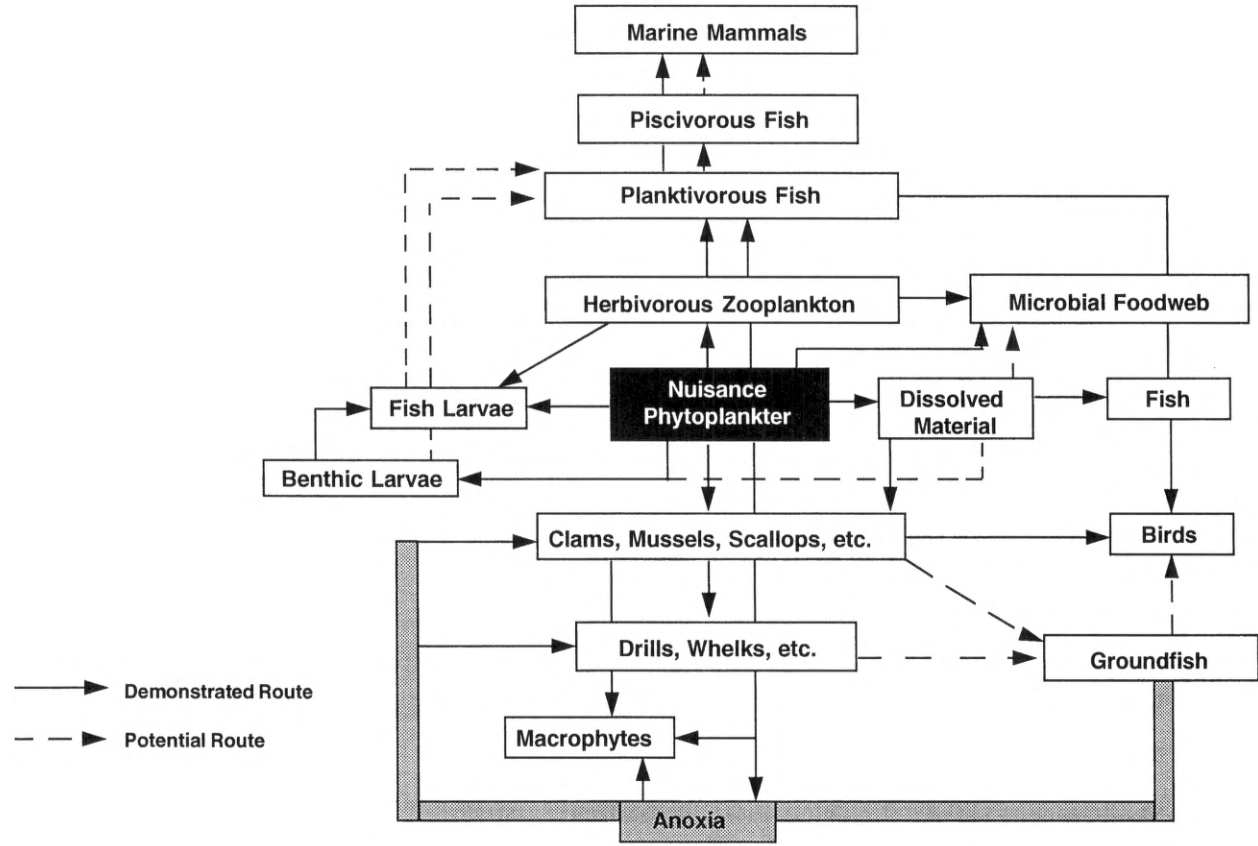 Marine Mammals
Piscivorous Fish
Planktivorous Fish
Herbivorous Zooplankton
Microbial Foodweb
Nuisance
Phytoplankter
Dissolved
Material
Fish
Fish Larvae
Benthic Larvae
Clams, Mussels, Scallops, etc.
Birds
Drills, Whelks, etc.
Groundfish
Demonstrated Route
Potential Route
Macrophytes
Anoxia